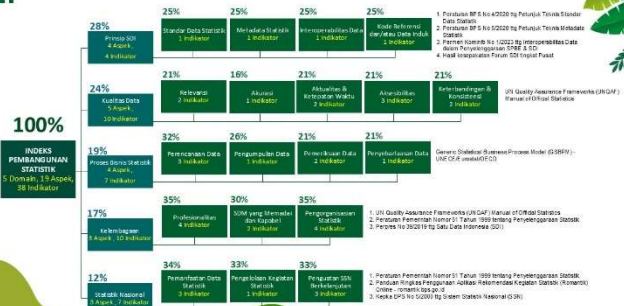 28%
Prinsip SDI
4 Aspek,
4 Indikator
25%
Standar Data Statistik
1 Indikator
25%
Metadata Statistik
1 Indikator
25%
Interoperabilitas Data
1 Indikator
25%
Kode Referensi
dan/atau Data Induk
1 Indikator
1. Peraturan BPS No 4/2020 ttg Petunjuk Teknis Standar
Data Statistik
2. Peraturan BPS No 5/2020 ttg Petunjuk Teknis Metadata
Statistik
3. Permen Kominfo No 1/2023 ttg Interoperabilitas Data
dalam Penyelenggaraan SPBE & SDI
4. Hasil kesepakatan Forum SDI tingkat Pusat
24%
Kualitas Data
5 Aspek,
10 Indikator
21%
Relevansi
2 Indikator
16%
Akurasi
1 Indikator
21%
Aktualitas &
Ketepatan Waktu
2 Indikator
21%
Aksesibilitas
3 Indikator
21%
Keterbandingan &
Konsistensi
2 Indikator
UN Quality Assurance Frameworks (UNQAF)
Manual of Official Statistics
100%
INDEKS
PEMBANGUNAN
STATISTIK
5 Domain, 19 Aspek,
38 Indikator
19%
Proses Bisnis Statistik
4 Aspek,
7 Indikator
32%
Perencanaan Data
3 Indikator
26%
Pengumpulan Data
1 Indikator
21%
Pemeriksaan Data
2 Indikator
21%
Penyebarluasan Data
1 Indikator
Generic Statistical Business Process Model (GSBPM) -
17%
Kelembagaan
3 Aspek, 10 Indikator
35%
Profesionalitas
4 Indikator
30%
SDM yang Memadai
dan Kapabel
2 Indikator
35%
Pengorganisasian
Statistik
4 Indikator
1. UN Quality Assurance Frameworks (UNQAF) Manual of Official Statistics
2. Peraturan Pemerintah Nomor 51 Tahun 1999 tentang Penyelenggaraan Statistik
3. Perpres No 39/2019 ttg Satu Data Indonesia (SDI)
12%
Statistik Nasional
3 Aspek, 7 Indikator
34%
Pemanfaatan Data
Statistik
3 Indikator
33%
Pengelolaan Kegiatan
Statistik
1 Indikator
33%
Penguatan SSN
Berkelanjutan
3 Indikator
1. Peraturan Pemerintah Nomor 51 Tahun 1999 tentang Penyelenggaraan Statistik
2. Panduan Ringkas Penggunaan Aplikasi Rekomendasi Kegiatan Statistik (Romantik)
Online - romantik.bps.go.id
3. Kepka BPS No 5/2000 ttg Sistem Statistik Nasional (SSN)